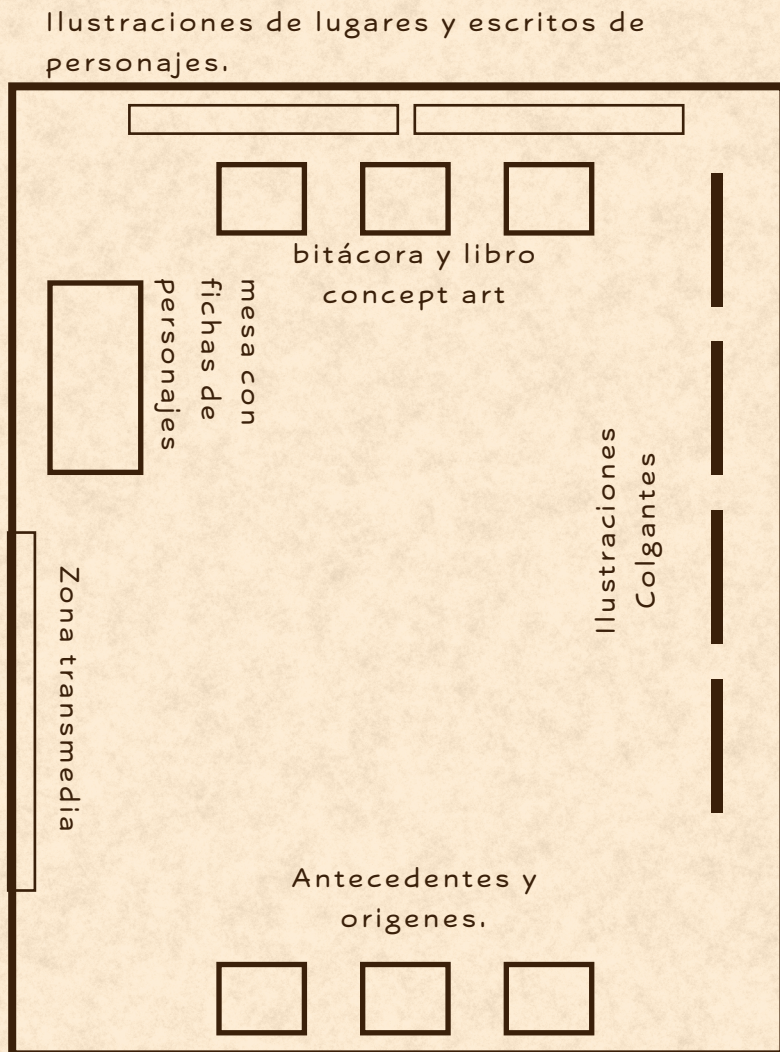 Ilustraciones de lugares y escritos de
personajes.
bitácora y libro
concept art
mesa con
fichas de
personajes
Ilustraciones
Colgantes
Zona transmedia
Antecedentes y
origenes.